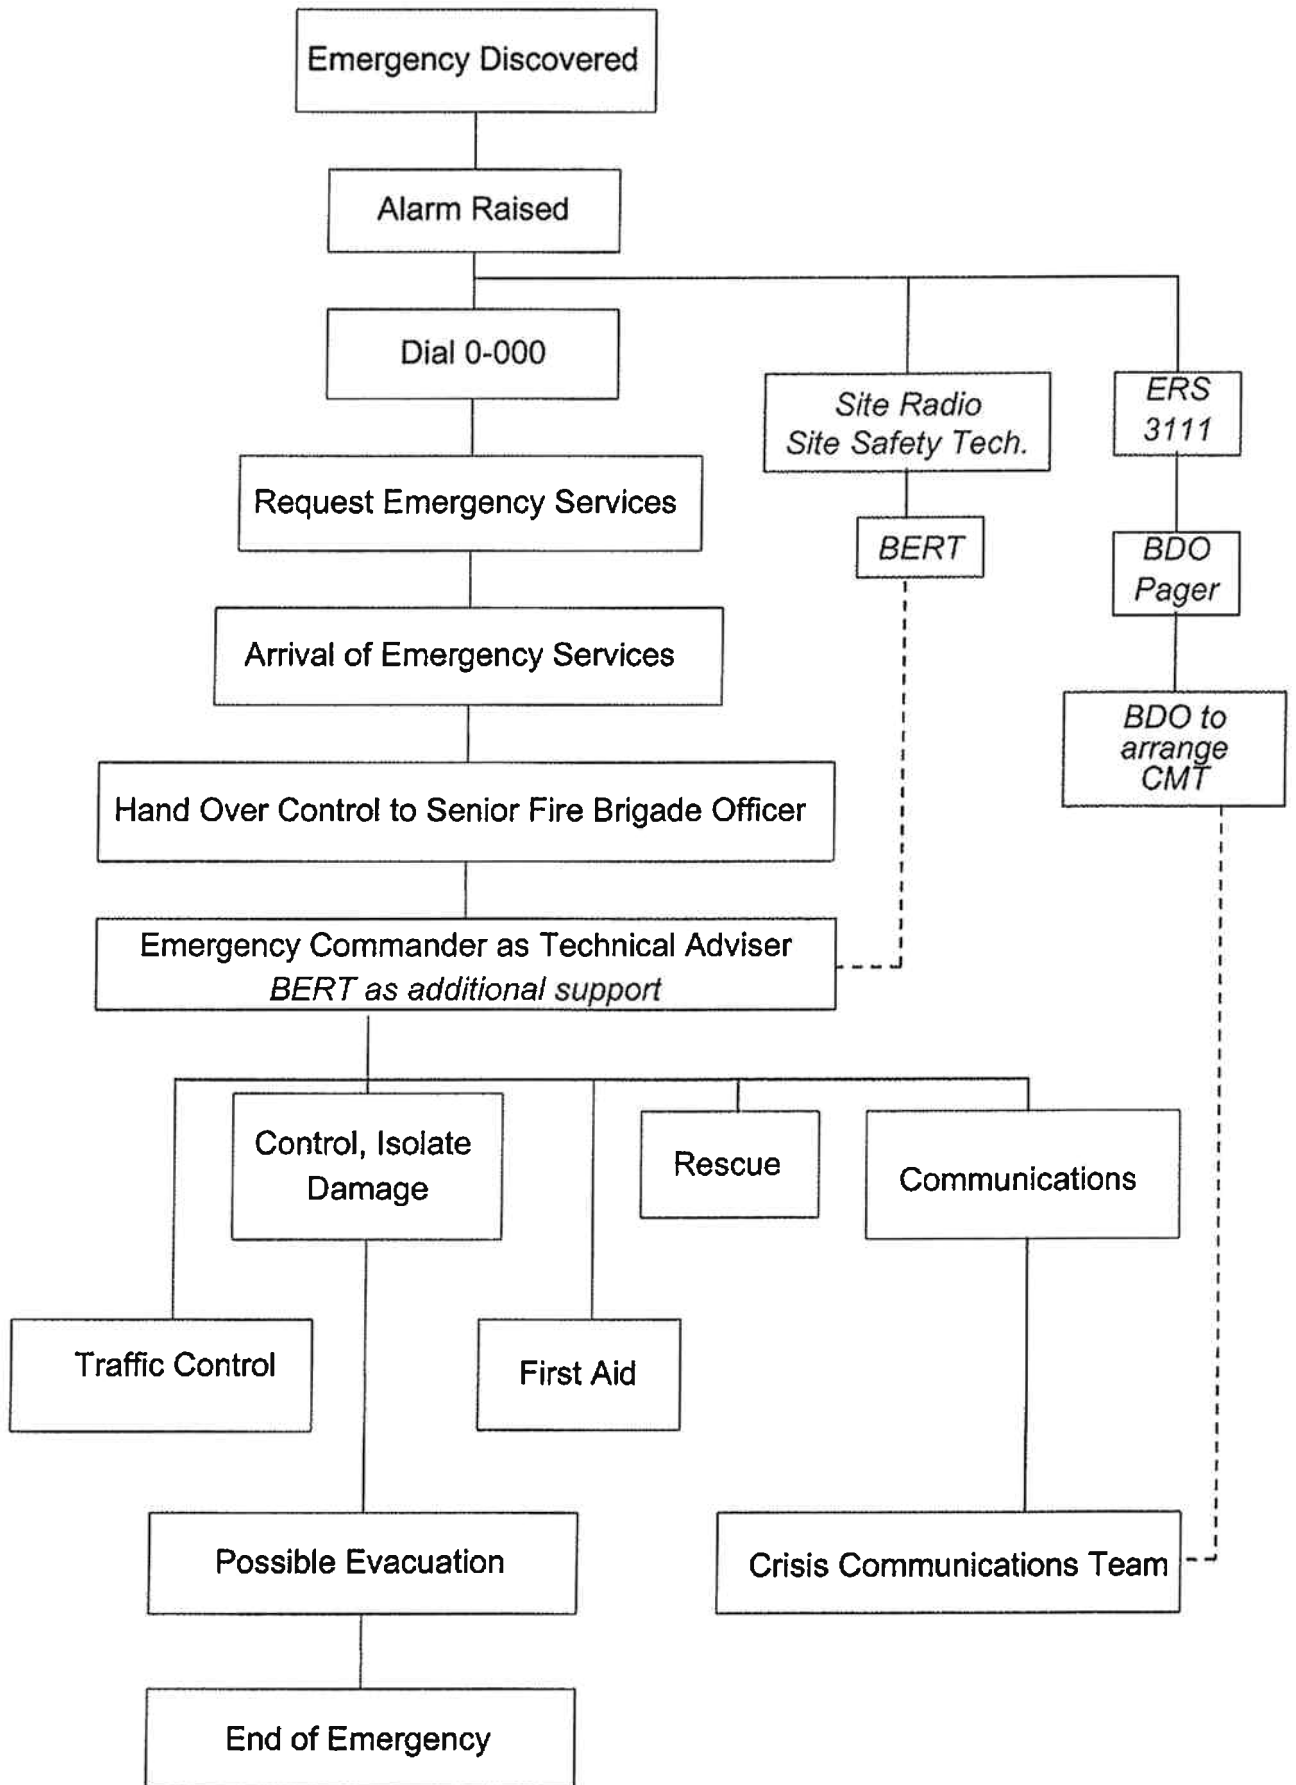 Emergency Discovered
Alarm Raised
Dial 0-000
Site Radio
Site Safety Tech.
ERS
3111
Request Emergency Services
BERT
BDO
Pager
Arrival of Emergency Services
BDO to
arrange
CMT
Hand Over Control to Senior Fire Brigade Officer
Emergency Commander as Technical Adviser
BERT as additional support
Control, Isolate
Damage
Rescue
Communications
Traffic Control
First Aid
Possible Evacuation
Crisis Communications Team
End of Emergency